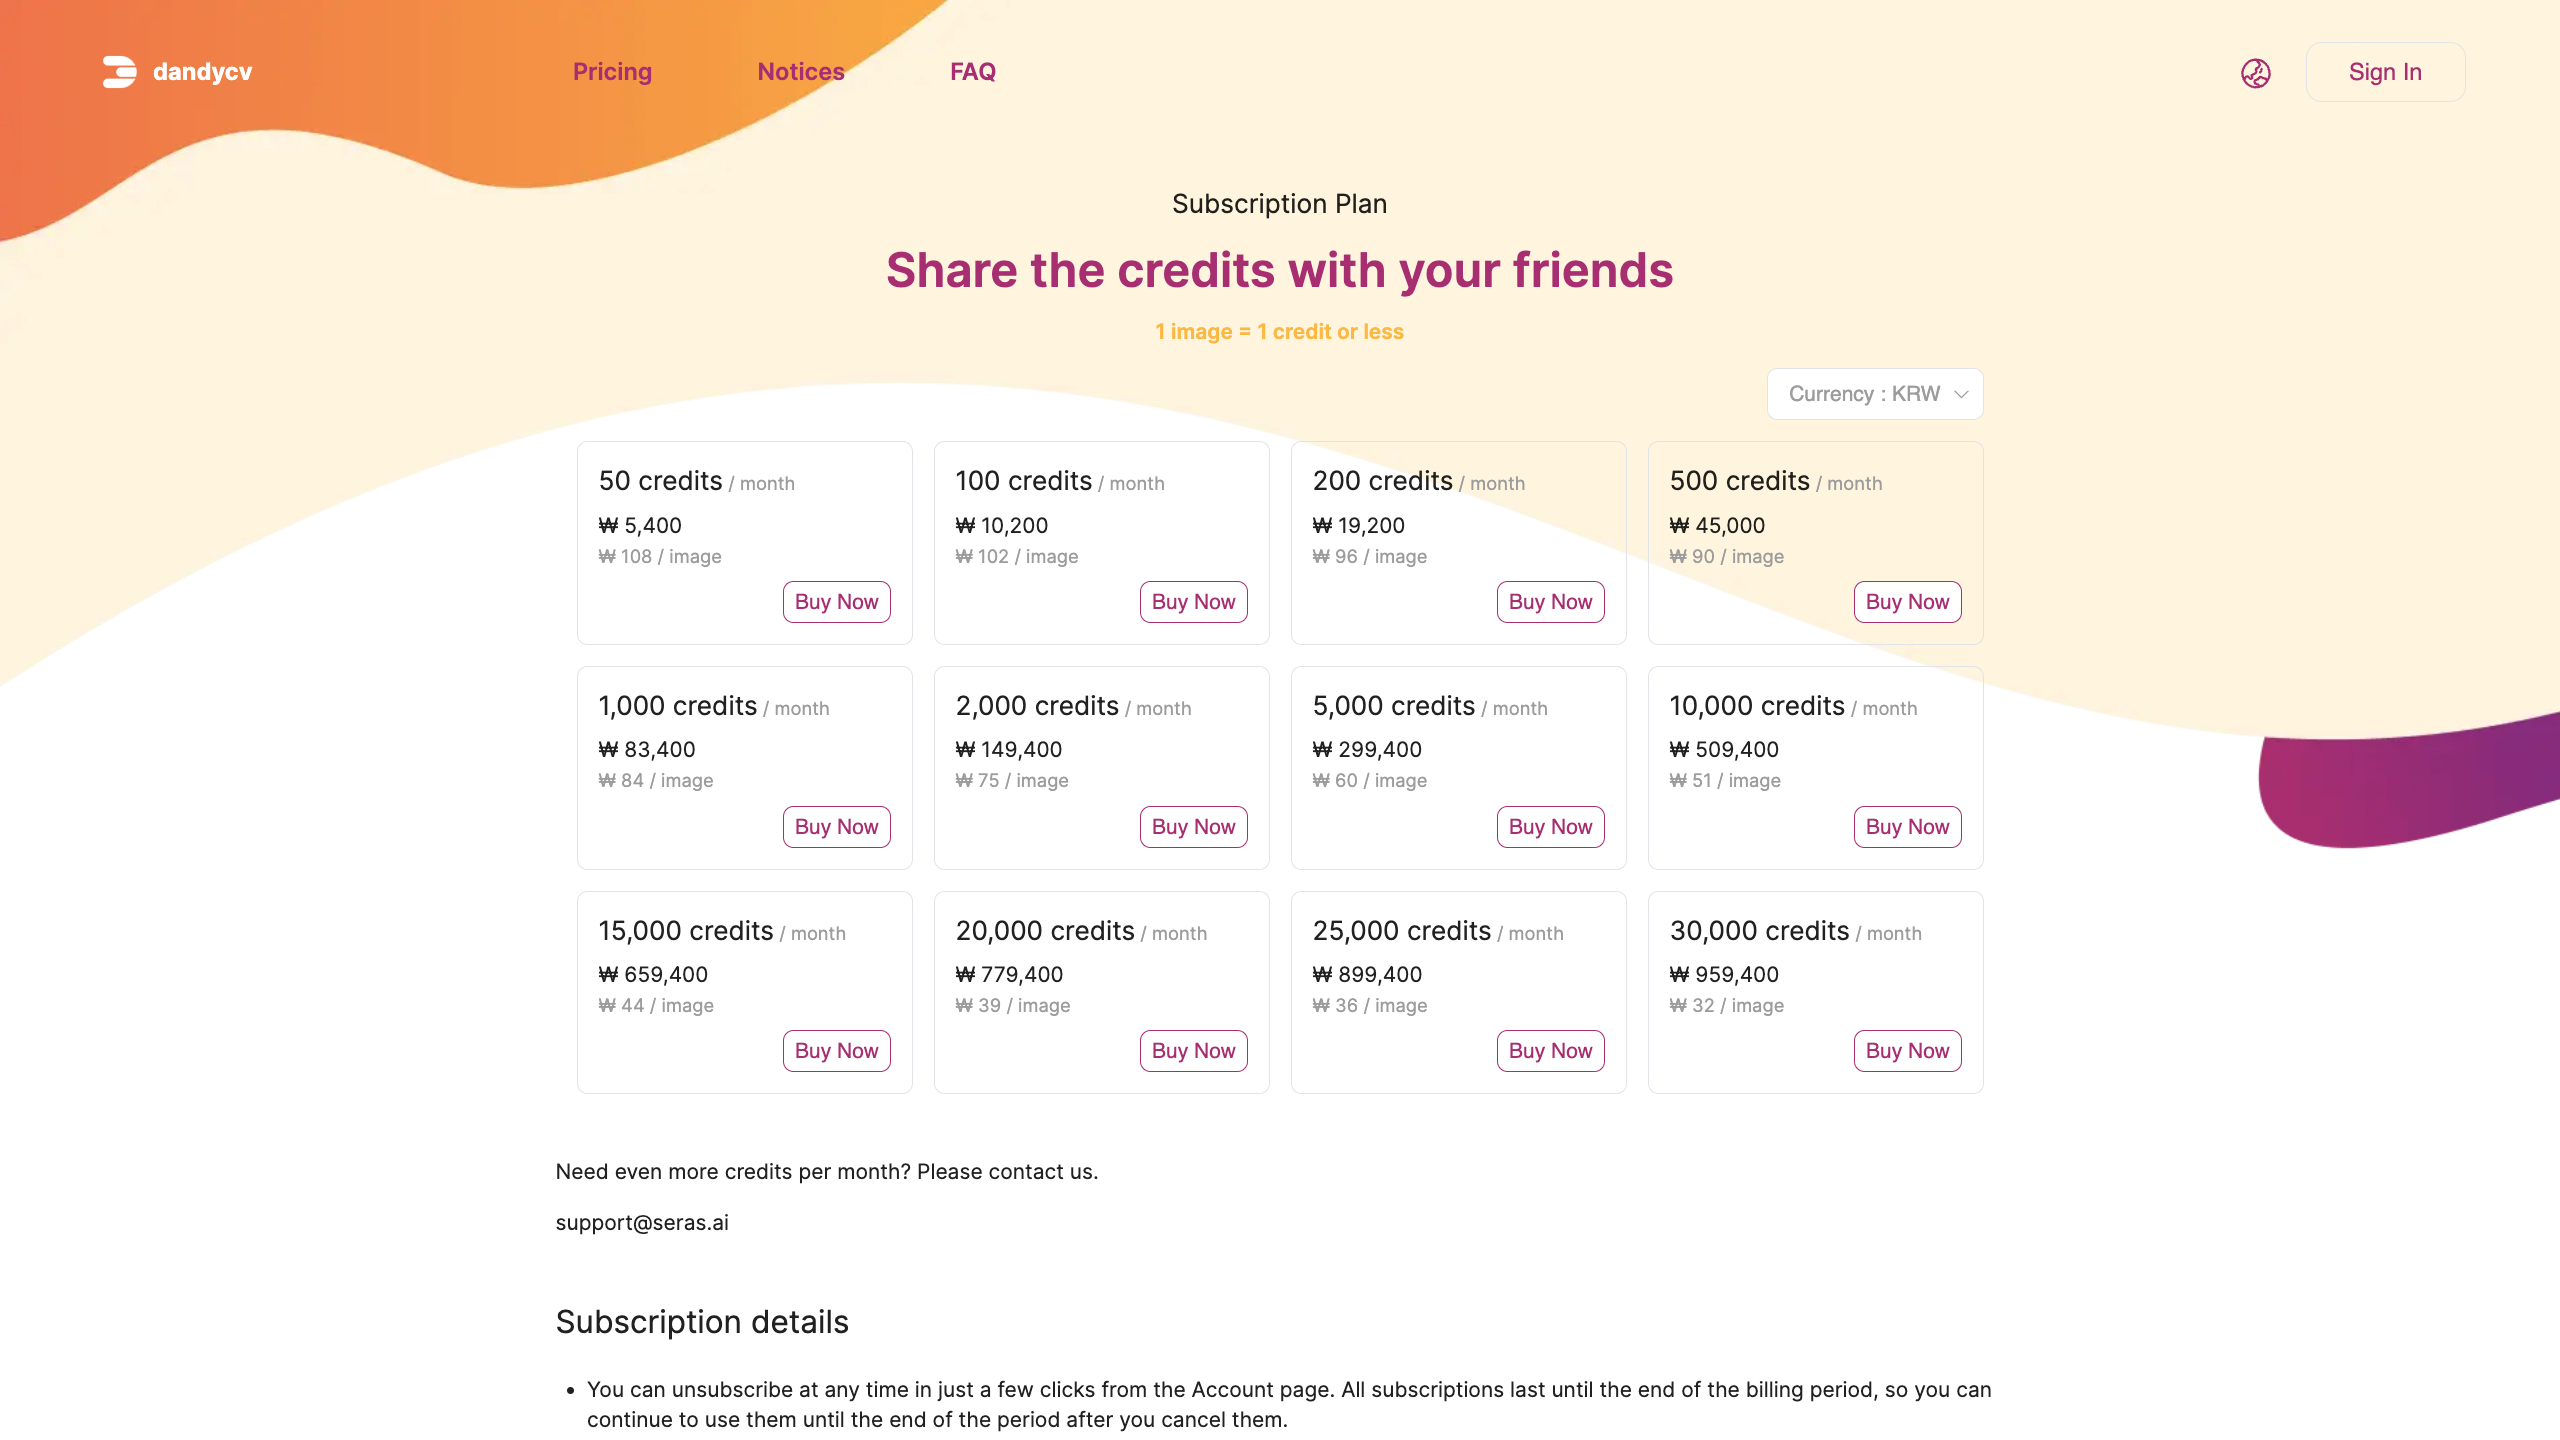 dandycv
Pricing
Notices
FAQ
Sign In
Subscription Plan
Share the credits with your friends
1 image = 1 credit or less
Currency : KRW
50 credits / month
₩ 5,400
₩ 108 / image
Buy Now
100 credits / month
₩ 10,200
₩ 102 / image
Buy Now
200 credits / month
₩ 19,200
₩ 96 / image
Buy Now
500 credits / month
₩ 45,000
₩ 90 / image
Buy Now
1,000 credits / month
₩ 83,400
₩ 84 / image
Buy Now
2,000 credits / month
₩ 149,400
₩ 75 / image
Buy Now
5,000 credits / month
₩ 299,400
₩ 60 / image
Buy Now
10,000 credits / month
₩ 509,400
₩ 51 / image
Buy Now
15,000 credits / month
₩ 659,400
₩ 44 / image
Buy Now
20,000 credits / month
₩ 779,400
₩ 39 / image
Buy Now
25,000 credits / month
₩ 899,400
₩ 36 / image
Buy Now
30,000 credits / month
₩ 959,400
₩ 32 / image
Buy Now
Need even more credits per month? Please contact us.
support@seras.ai
Subscription details
• You can unsubscribe at any time in just a few clicks from the Account page. All subscriptions last until the end of the billing period, so you can
continue to use them until the end of the period after you cancel them.